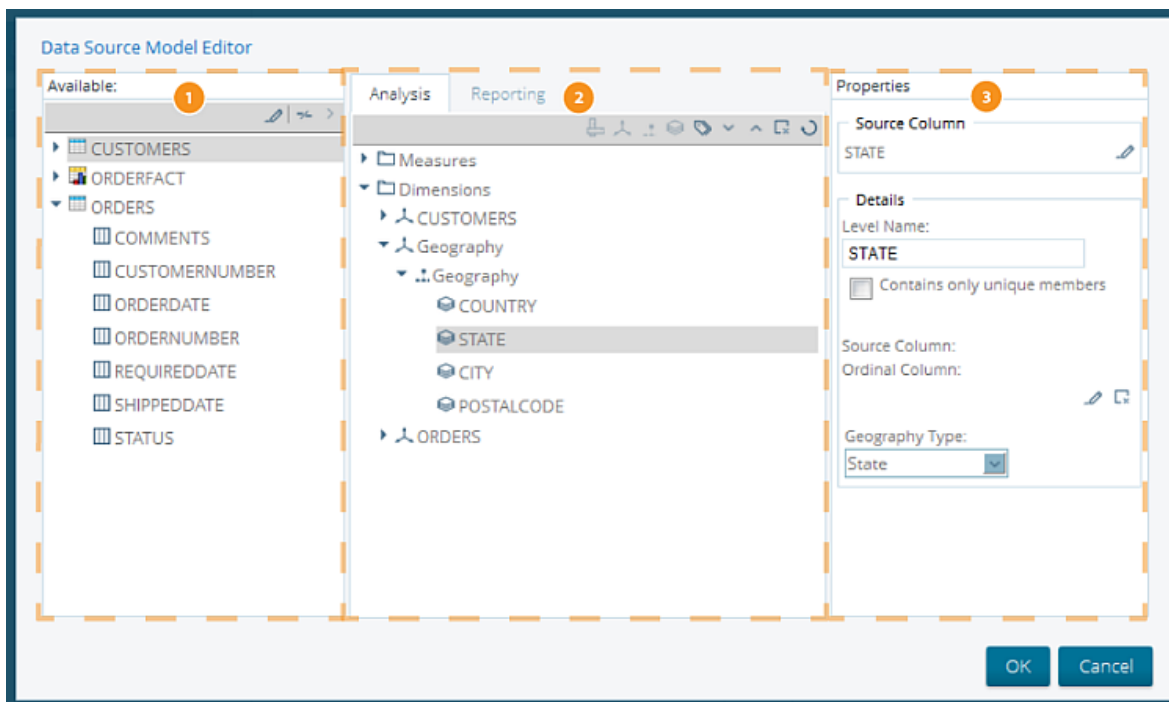 Data Source Model Editor
Available:
1
CUSTOMERS
ORDERFACT
ORDERS
COMMENTS
CUSTOMERNUMBER
ORDERDATE
ORDERNUMBER
REQUIREDDATE
SHIPPEDDATE
STATUS
Analysis Reporting 2
Measures
Dimensions
CUSTOMERS
Geography
Geography
COUNTRY
STATE
CITY
POSTALCODE
ORDERS
Properties
3
Source Column
STATE
Details
Level Name:
STATE
Contains only unique members
Source Column:
Ordinal Column:
Geography Type:
State
OK Cancel